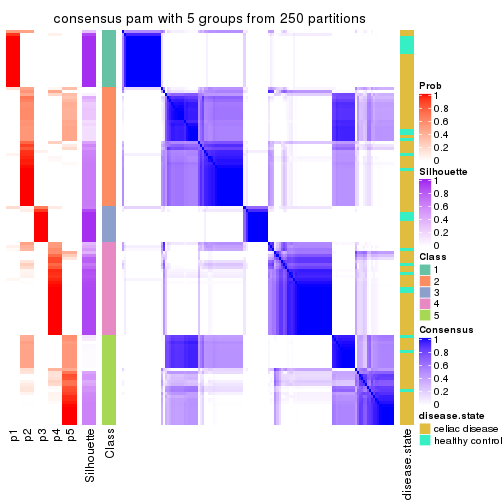 consensus pam with 5 groups from 250 partitions
Prob
1
0.8
0.6
0.4
0.2
0
Silhouette
1
0.8
0.6
0.4
0.2
0
Class
1
2
3
4
5
Consensus
1
0.8
0.6
0.4
0.2
0
disease.state
celiac disease
healthy control
p1
p2
p3
p4
p5
Silhouette
Class
disease.state